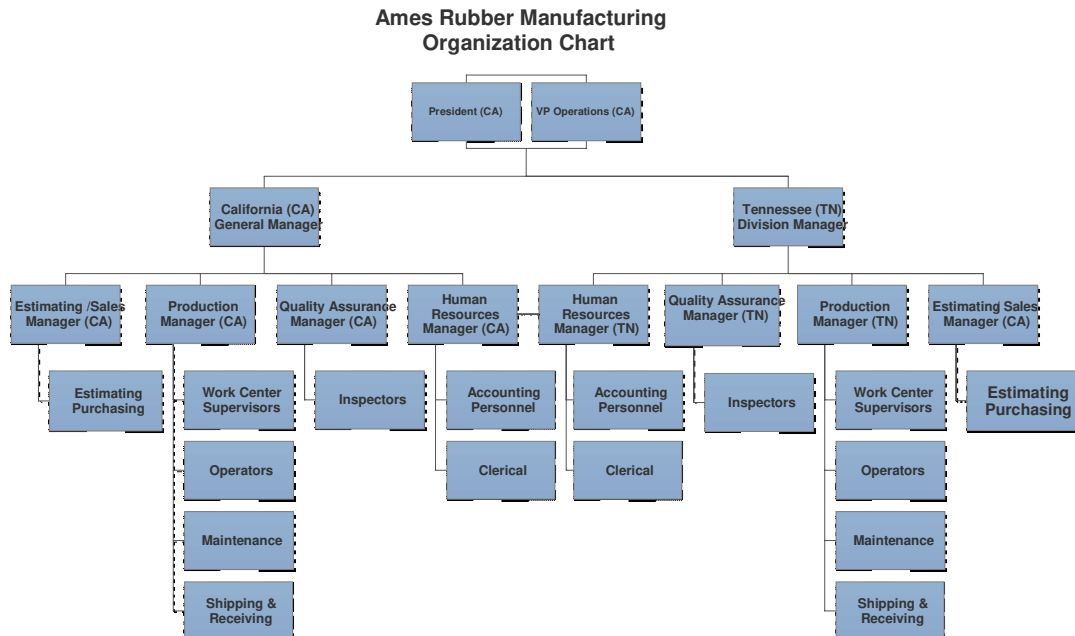 Ames Rubber Manufacturing
Organization Chart
President (CA)
VP Operations (CA)
California (CA)
General Manager
Tennessee (TN)
Division Manager
Estimating /Sales
Manager (CA)
Production
Manager (CA)
Quality Assurance
Manager (CA)
Human
Resources
Manager (CA)
Human
Resources
Manager (TN)
Quality Assurance
Manager (TN)
Production
Manager (TN)
Estimating Sales
Manager (CA)
Estimating
Purchasing
Work Center
Supervisors
Inspectors
Accounting
Personnel
Accounting
Personnel
Inspectors
Work Center
Supervisors
Estimating
Purchasing
Operators
Clerical
Clerical
Operators
Maintenance
Maintenance
Shipping &
Receiving
Shipping &
Receiving